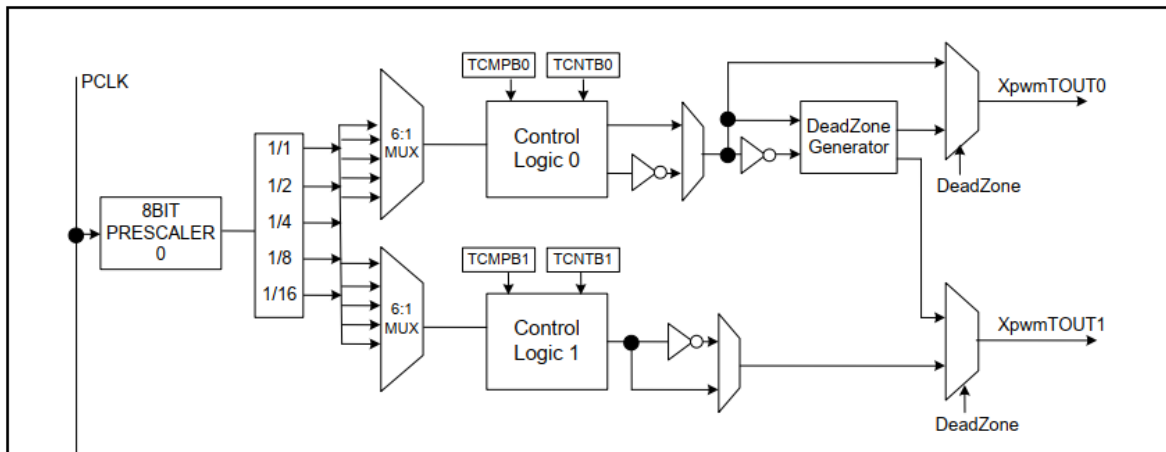 PCLK
8BIT
PRESCALER
0
1/1
1/2
1/4
1/8
1/16
6:1
MUX
TCMPB0
TCNTB0
Control
Logic 0
DeadZone
Generator
XpwmTOUT0
DeadZone
6:1
MUX
TCMPB1
TCNTB1
Control
Logic 1
XpwmTOUT1
DeadZone